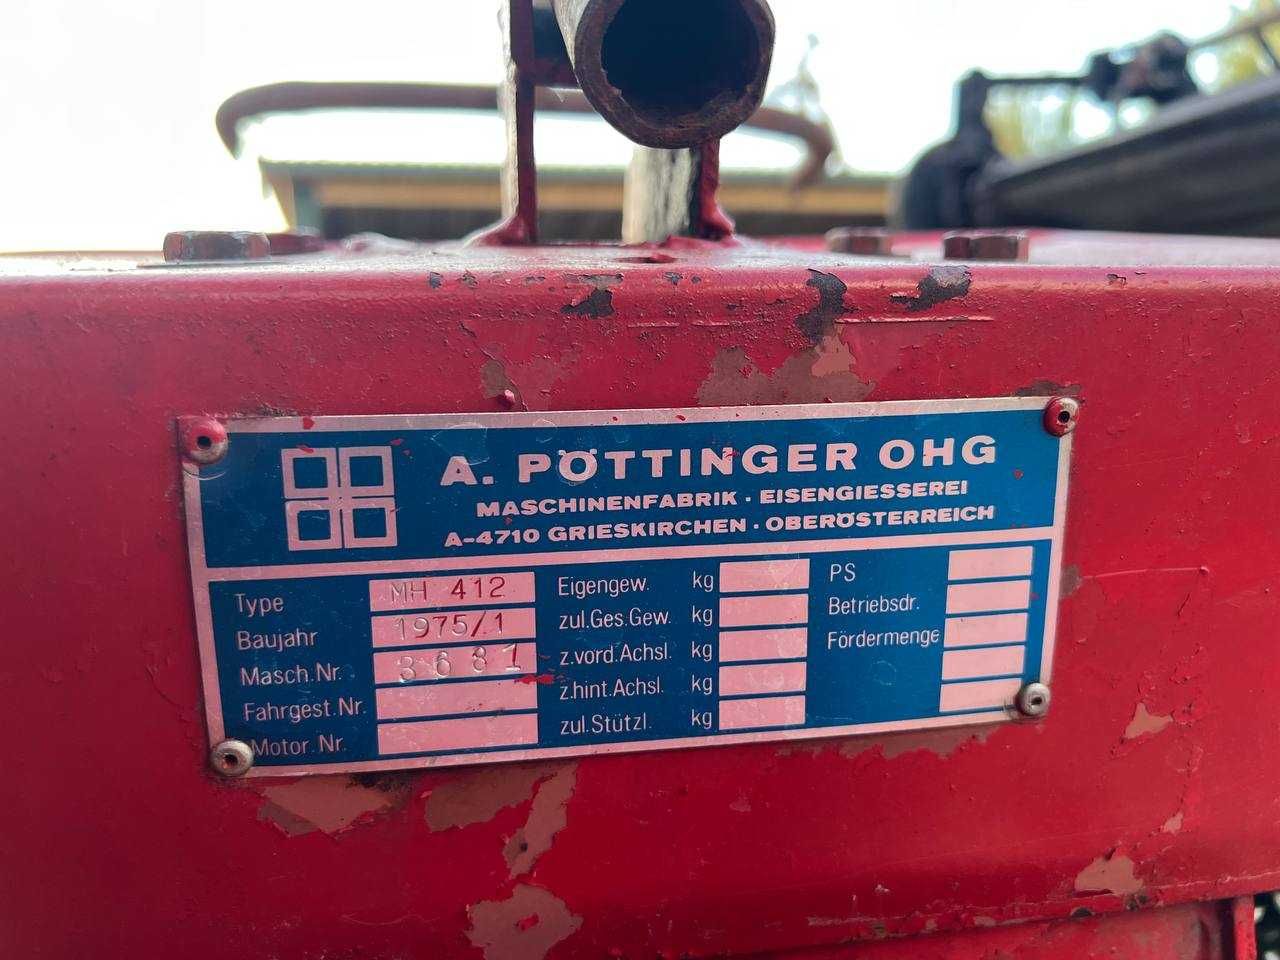 A. PÖTTINGER OHG
MASCHINENFABRIK · EISENGIESSEREI
A-4710 GRIESKIRCHEN · OBERÖSTERREICH
Type MH 412
Baujahr 1975/1
Masch.Nr. 3681
Fahrgest.Nr.
Motor.Nr.
Eigengew. kg
zul.Ges.Gew. kg
z.vord.Achsl. kg
z.hint.Achsl. kg
zul.Stützl. kg
PS
Betriebsdr.
Fördermenge